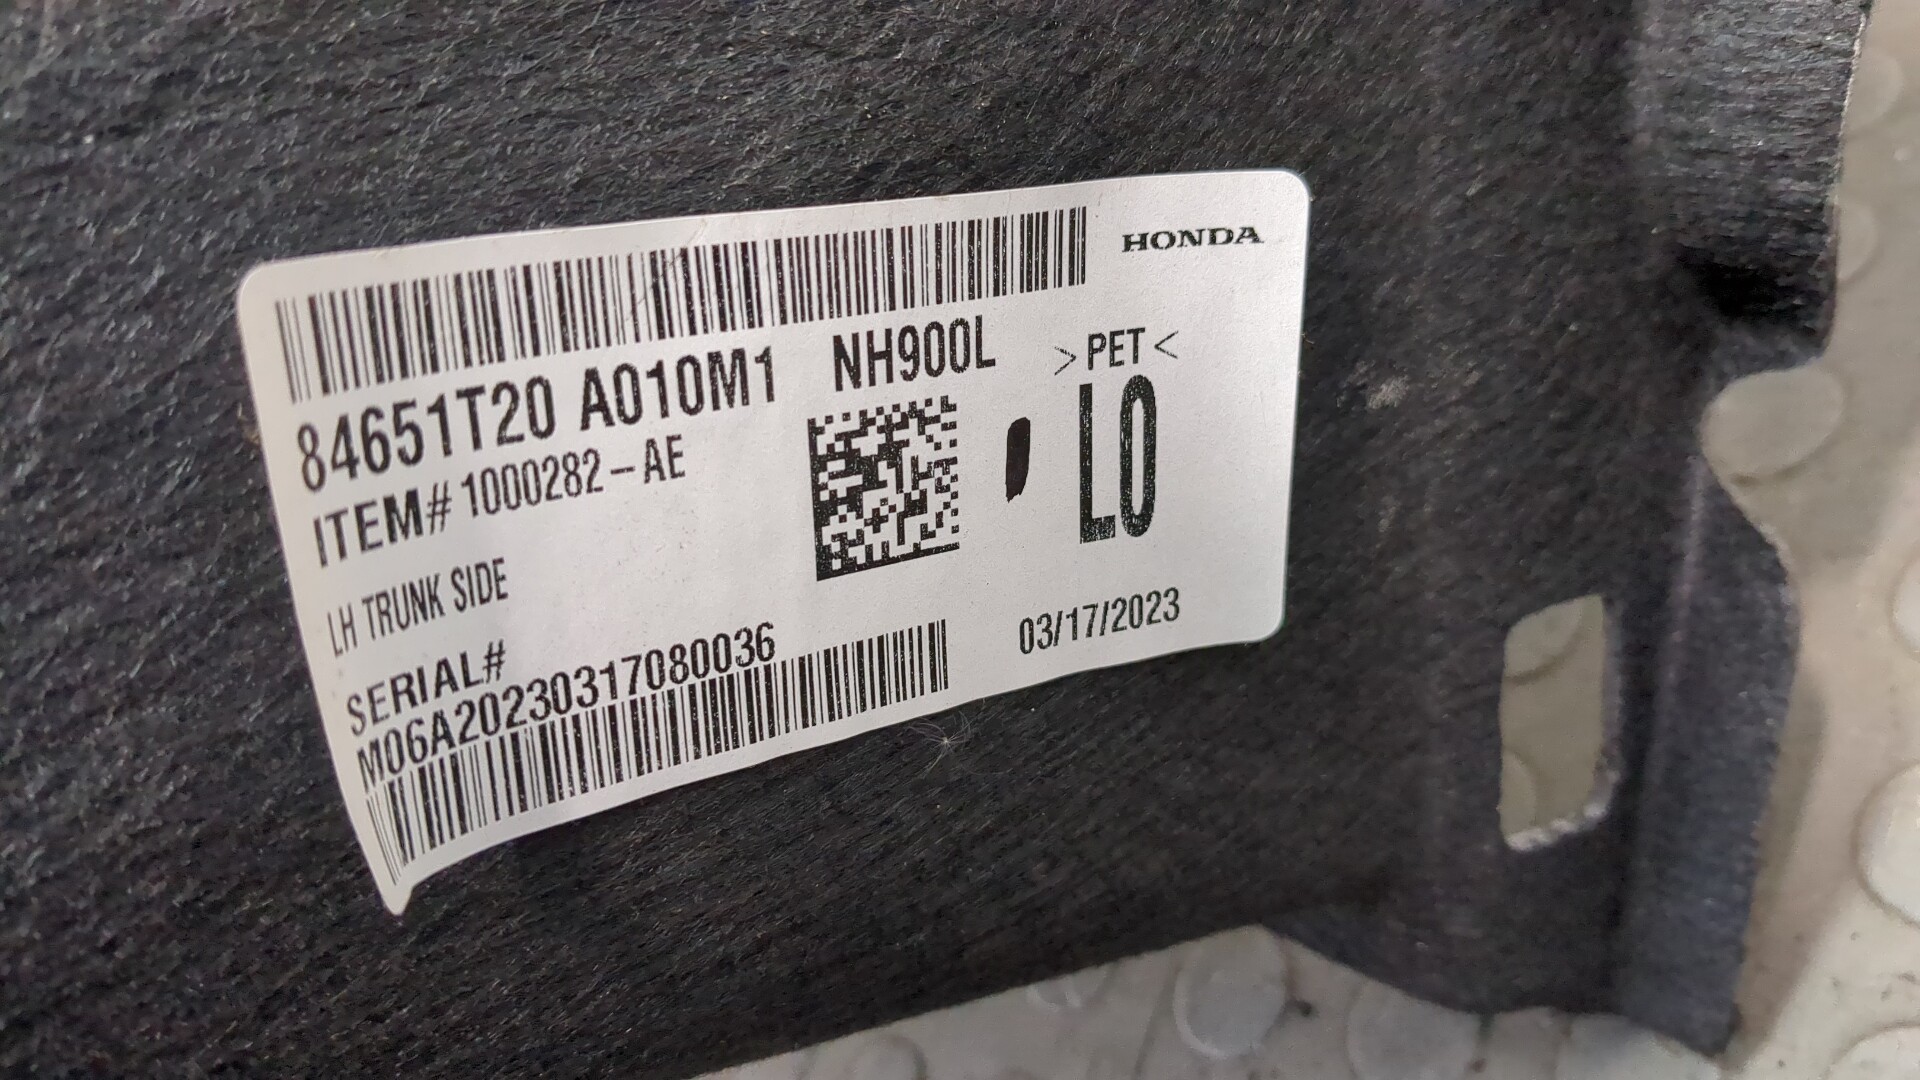 HONDA
84651T20 A010M1 NH900L
>PET<
ITEM# 1000282-AE
LO
LH TRUNK SIDE
SERIAL#
M06A20230317080036
03/17/2023